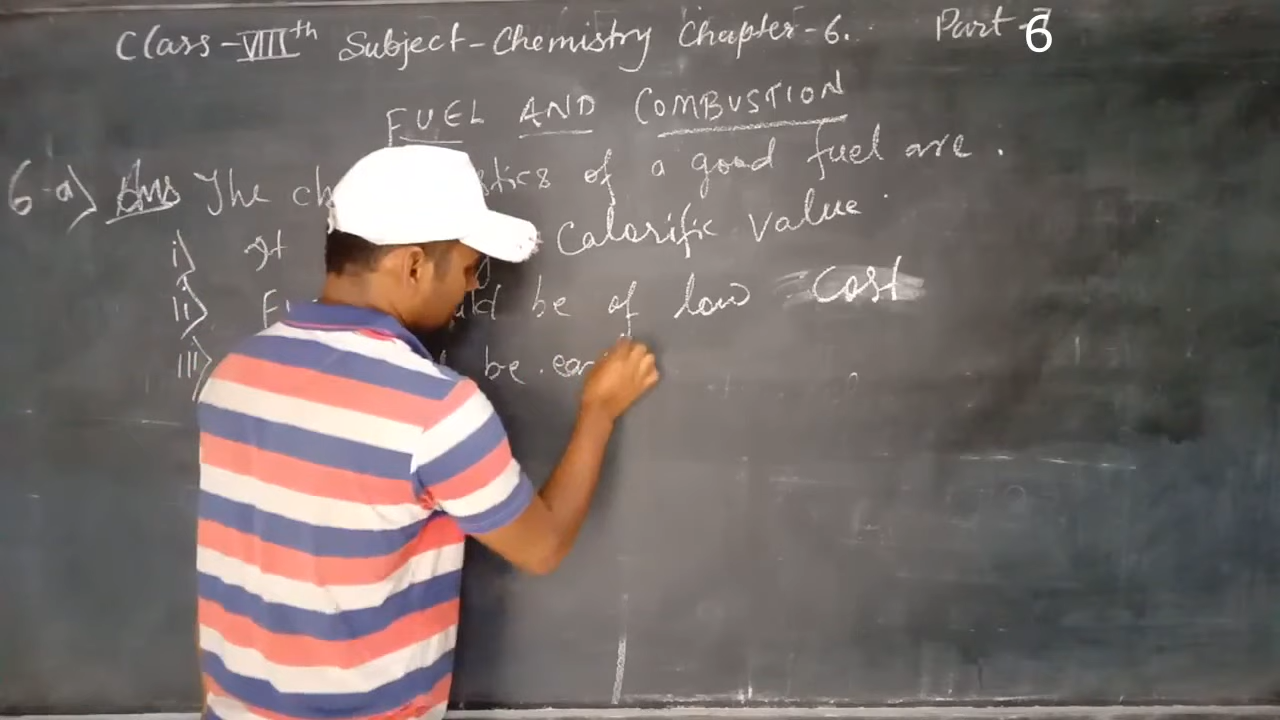 Class-VIIIth Subject-Chemistry Chapter-6. Part-6
FUEL AND COMBUSTION
6-a) Ans The of a good fuel are.
i) It Calorific Value.
ii) be of low cost
iii) be